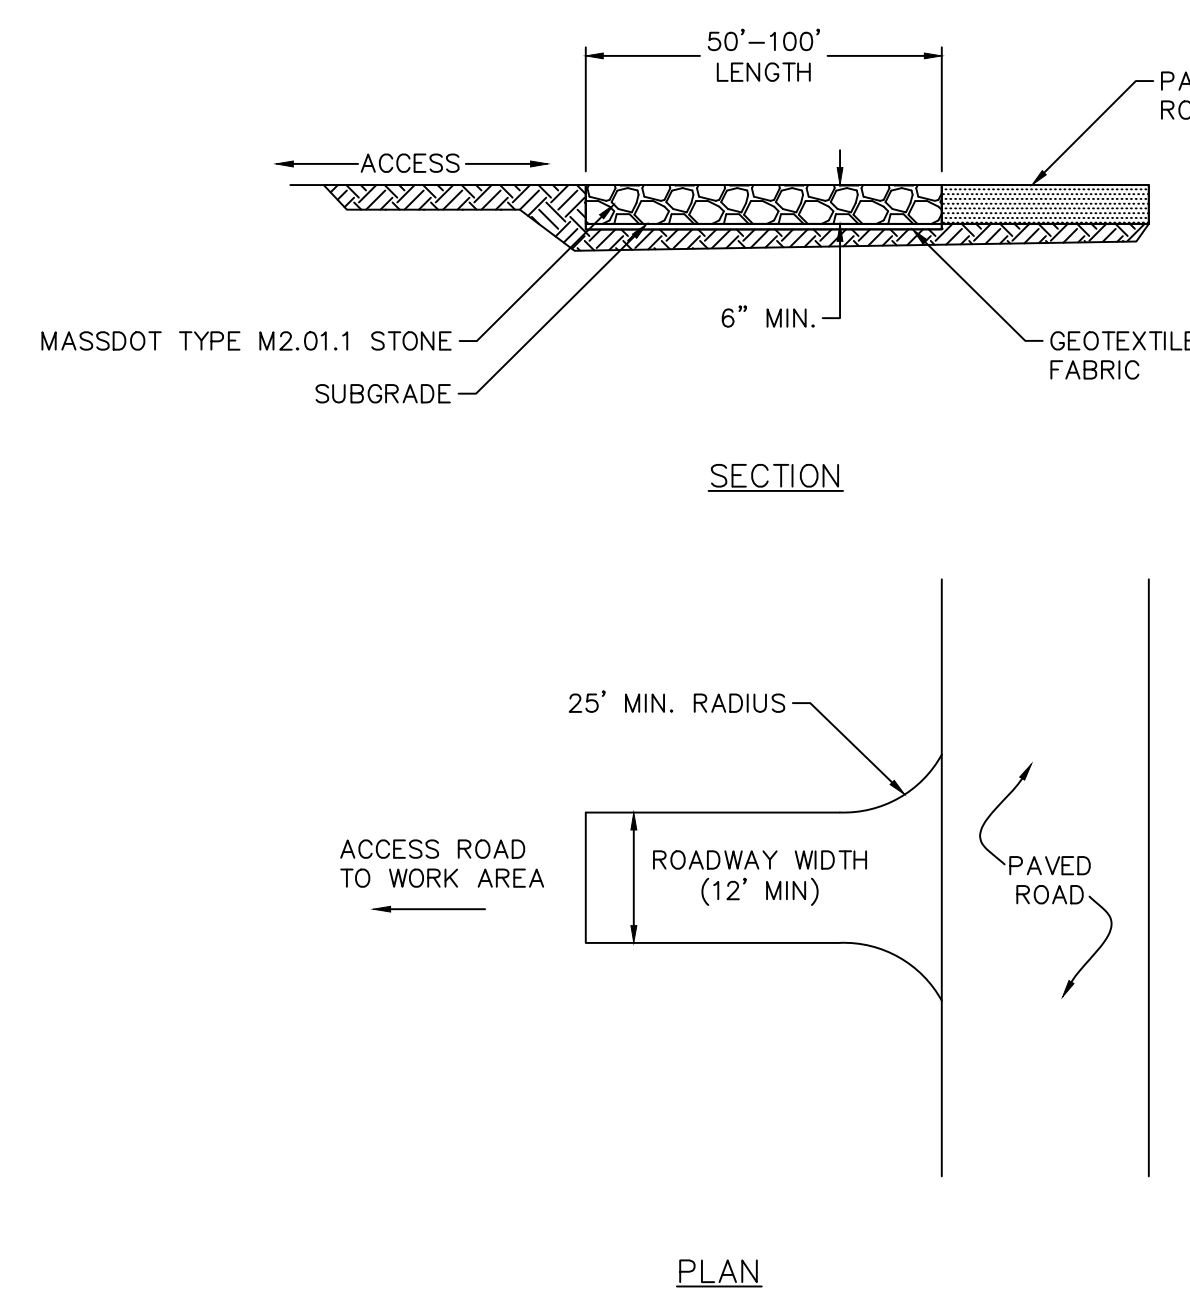 50'-100'
LENGTH
ACCESS
6" MIN.
MASSDOT TYPE M2.01.1 STONE
SUBGRADE
GEOTEXTILE
FABRIC
SECTION
25' MIN. RADIUS
ACCESS ROAD
TO WORK AREA
ROADWAY WIDTH
(12' MIN)
PAVED
ROAD
PLAN